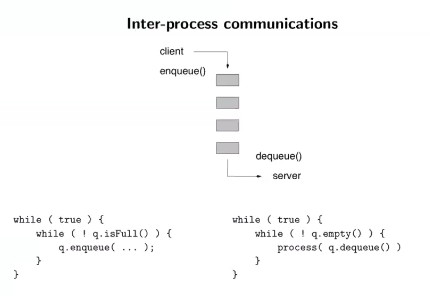 Inter-process communications
client
enqueue()
dequeue()
server
while ( true ) {
    while ( ! q.isFull() ) {
        q.enqueue( ... );
    }
}
while ( true ) {
    while ( ! q.empty() ) {
        process( q.dequeue() )
    }
}